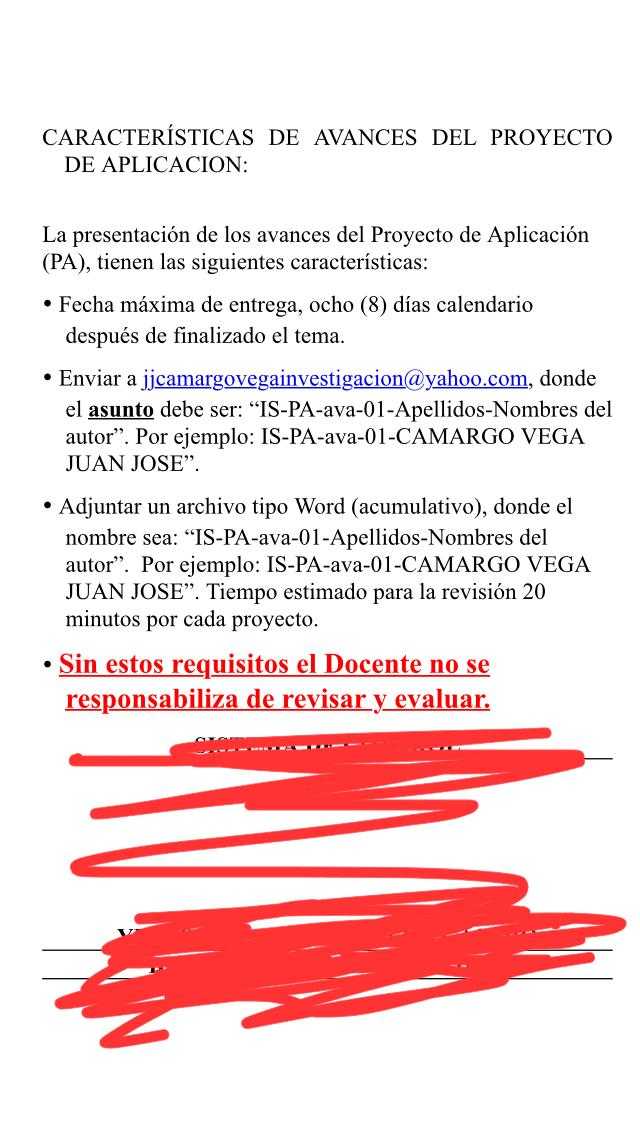 CARACTERÍSTICAS DE AVANCES DEL PROYECTO
DE APLICACION:
La presentación de los avances del Proyecto de Aplicación
(PA), tienen las siguientes características:
• Fecha máxima de entrega, ocho (8) días calendario
después de finalizado el tema.
• Enviar a jjcamargovegainvestigacion@yahoo.com, donde
el asunto debe ser: “IS-PA-ava-01-Apellidos-Nombres del
autor”. Por ejemplo: IS-PA-ava-01-CAMARGO VEGA
JUAN JOSE”.
• Adjuntar un archivo tipo Word (acumulativo), donde el
nombre sea: “IS-PA-ava-01-Apellidos-Nombres del
autor”. Por ejemplo: IS-PA-ava-01-CAMARGO VEGA
JUAN JOSE”. Tiempo estimado para la revisión 20
minutos por cada proyecto.
• Sin estos requisitos el Docente no se
responsabiliza de revisar y evaluar.